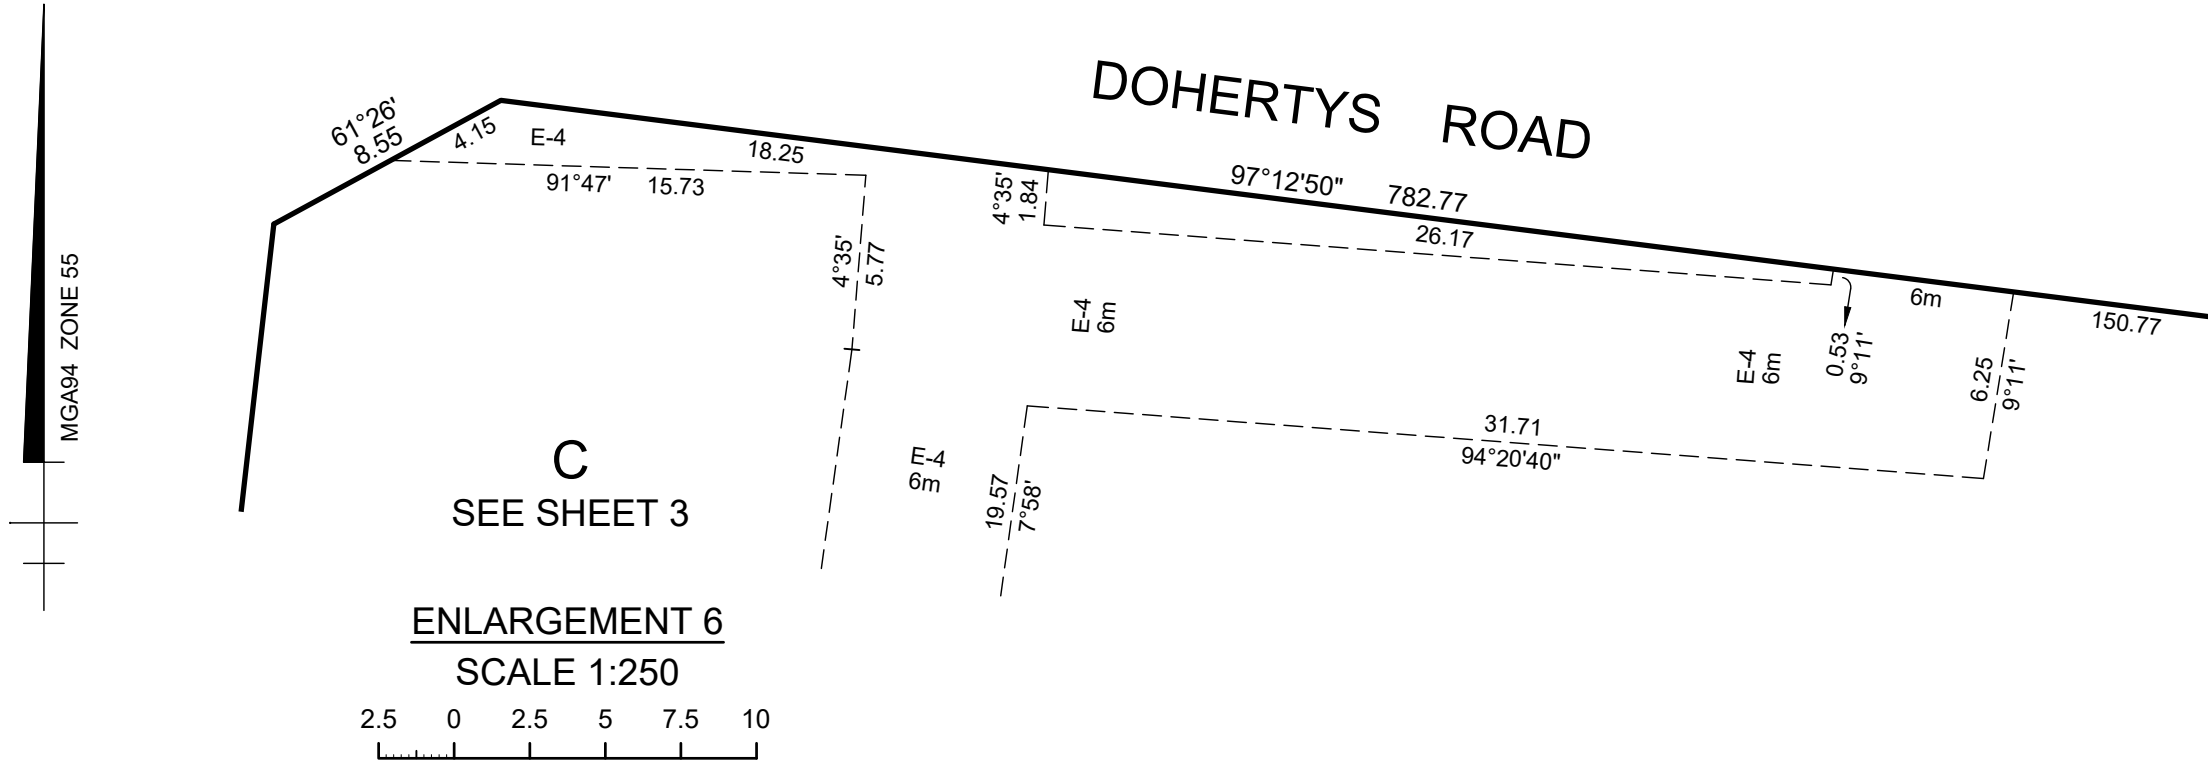 DOHERTYS ROAD
61°26'
8.55
4.15
E-4
18.25
91°47' 15.73
4°35'
1.84
97°12'50" 782.77
26.17
4°35'
5.77
E-4
6m
6m
150.77
0.53
9°11'
E-4
6m
6.25
9°11'
31.71
94°20'40"
E-4
6m
19.57
7°58'
MGA94 ZONE 55
C
SEE SHEET 3
ENLARGEMENT 6
SCALE 1:250
2.5 0 2.5 5 7.5 10